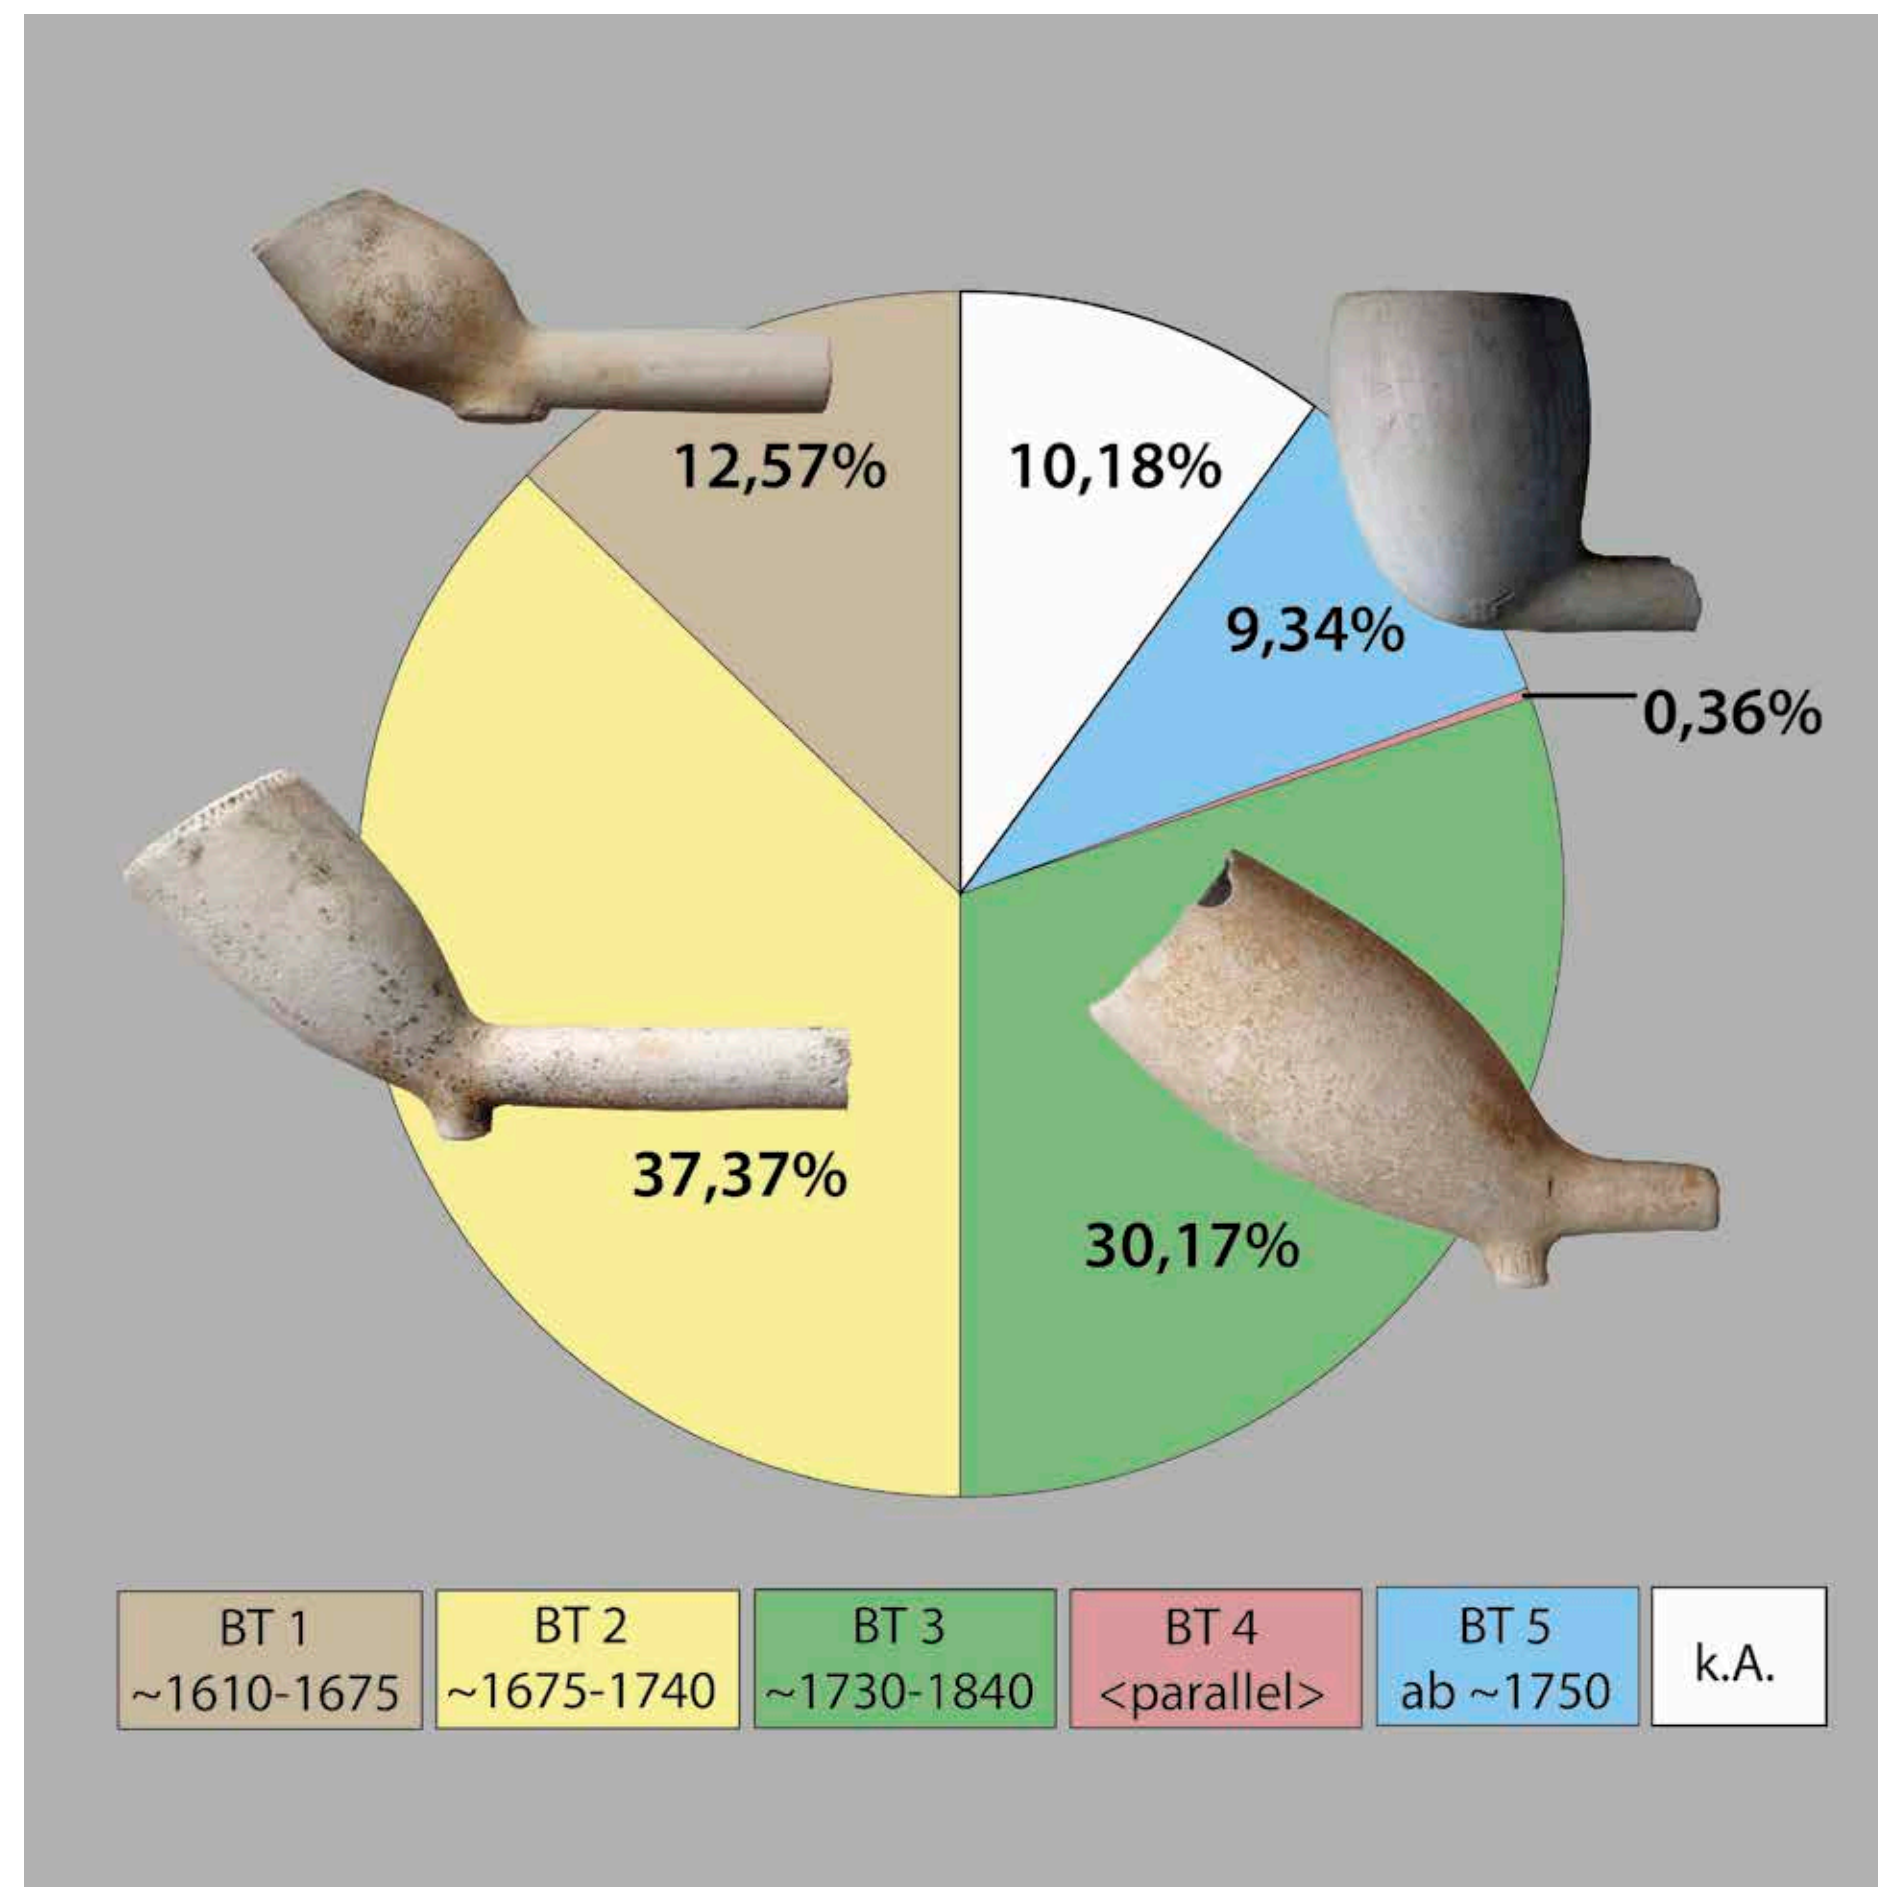 12,57%
10,18%
9,34%
0,36%
37,37%
30,17%
BT 1
~1610-1675
BT 2
~1675-1740
BT 3
~1730-1840
BT 4
<parallel>
BT 5
ab ~1750
k.A.